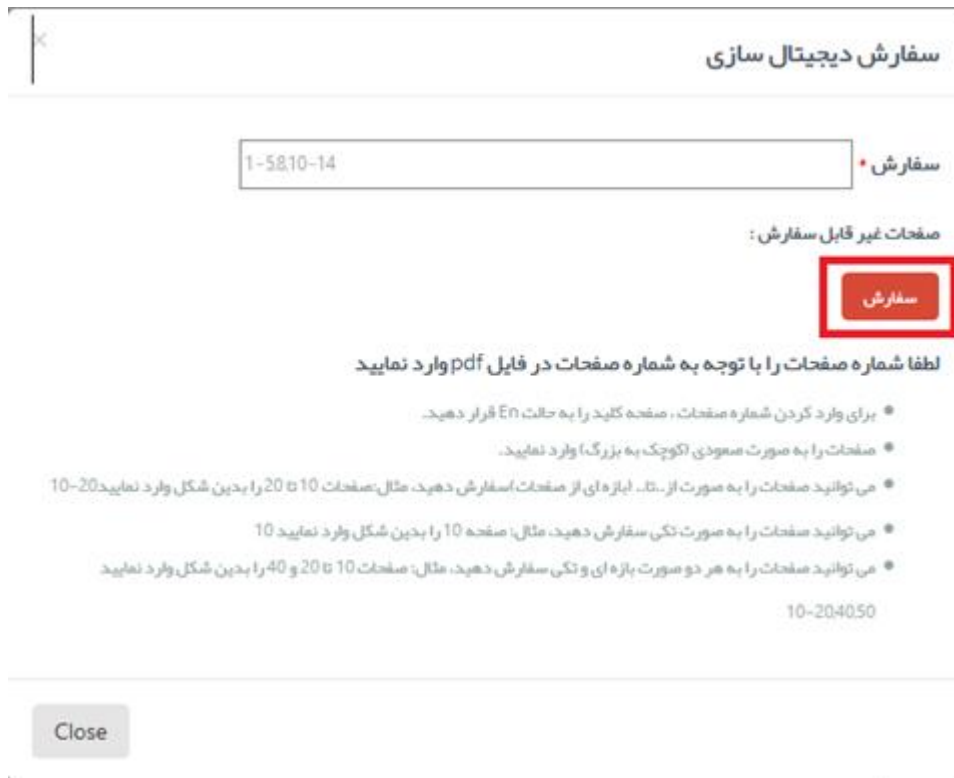 ×
سفارش دیجیتال سازی
سفارش *
1-5,8,10-14
صفحات غیر قابل سفارش :
سفارش
لطفا شماره صفحات را با توجه به شماره صفحات در فایل pdf وارد نمایید
برای وارد کردن شماره صفحات ، صفحه کلید را به حالت En قرار دهید.
صفحات را به صورت صعودی (کوچک به بزرگ) وارد نمایید.
می توانید صفحات را به صورت از...تا... (بازه ای از صفحات )سفارش دهید، مثال:صفحات 10 تا 20 را بدین شکل وارد نمایید20-10
می توانید صفحات را به صورت تکی سفارش دهید، مثال: صفحه 10 را بدین شکل وارد نمایید 10
می توانید صفحات را به هر دو صورت بازه ای و تکی سفارش دهید، مثال: صفحات 10 تا 20 و 40 را بدین شکل وارد نمایید
10-20,40,50
Close